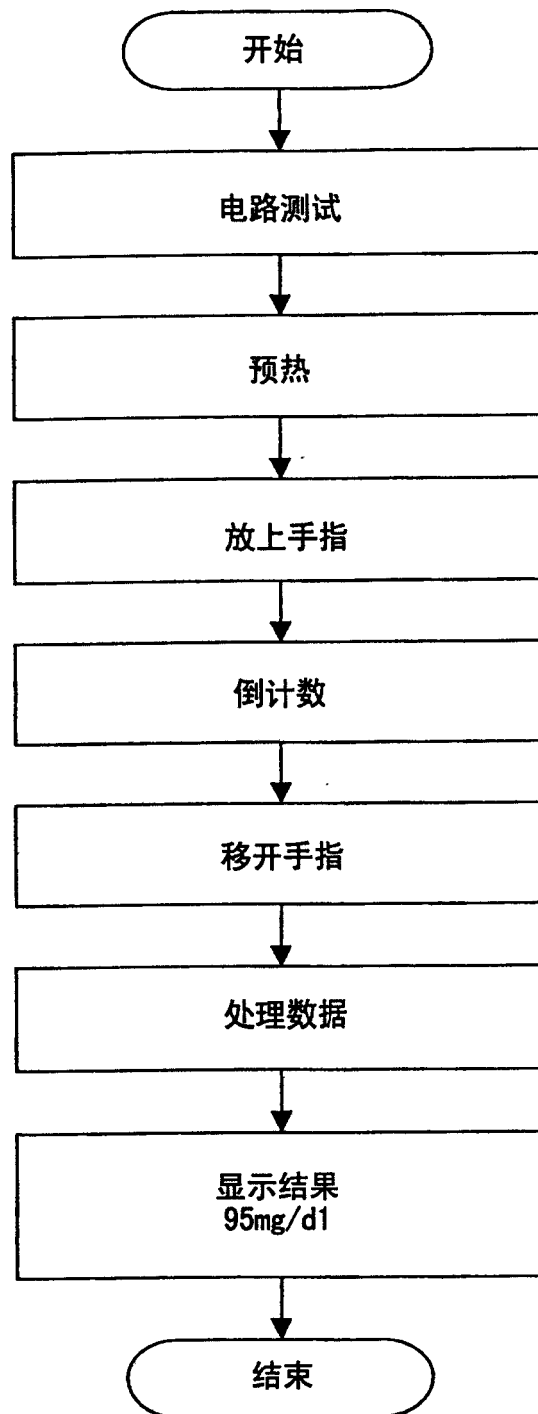 开始
电路测试
预热
放上手指
倒计数
移开手指
处理数据
显示结果
95mg/d1
结束